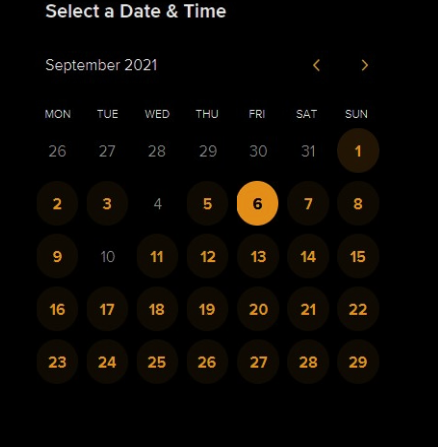 Select a Date & Time
September 2021
MON TUE WED THU FRI SAT SUN
26 27 28 29 30 31 1
2 3 4 5 6 7 8
9 10 11 12 13 14 15
16 17 18 19 20 21 22
23 24 25 26 27 28 29